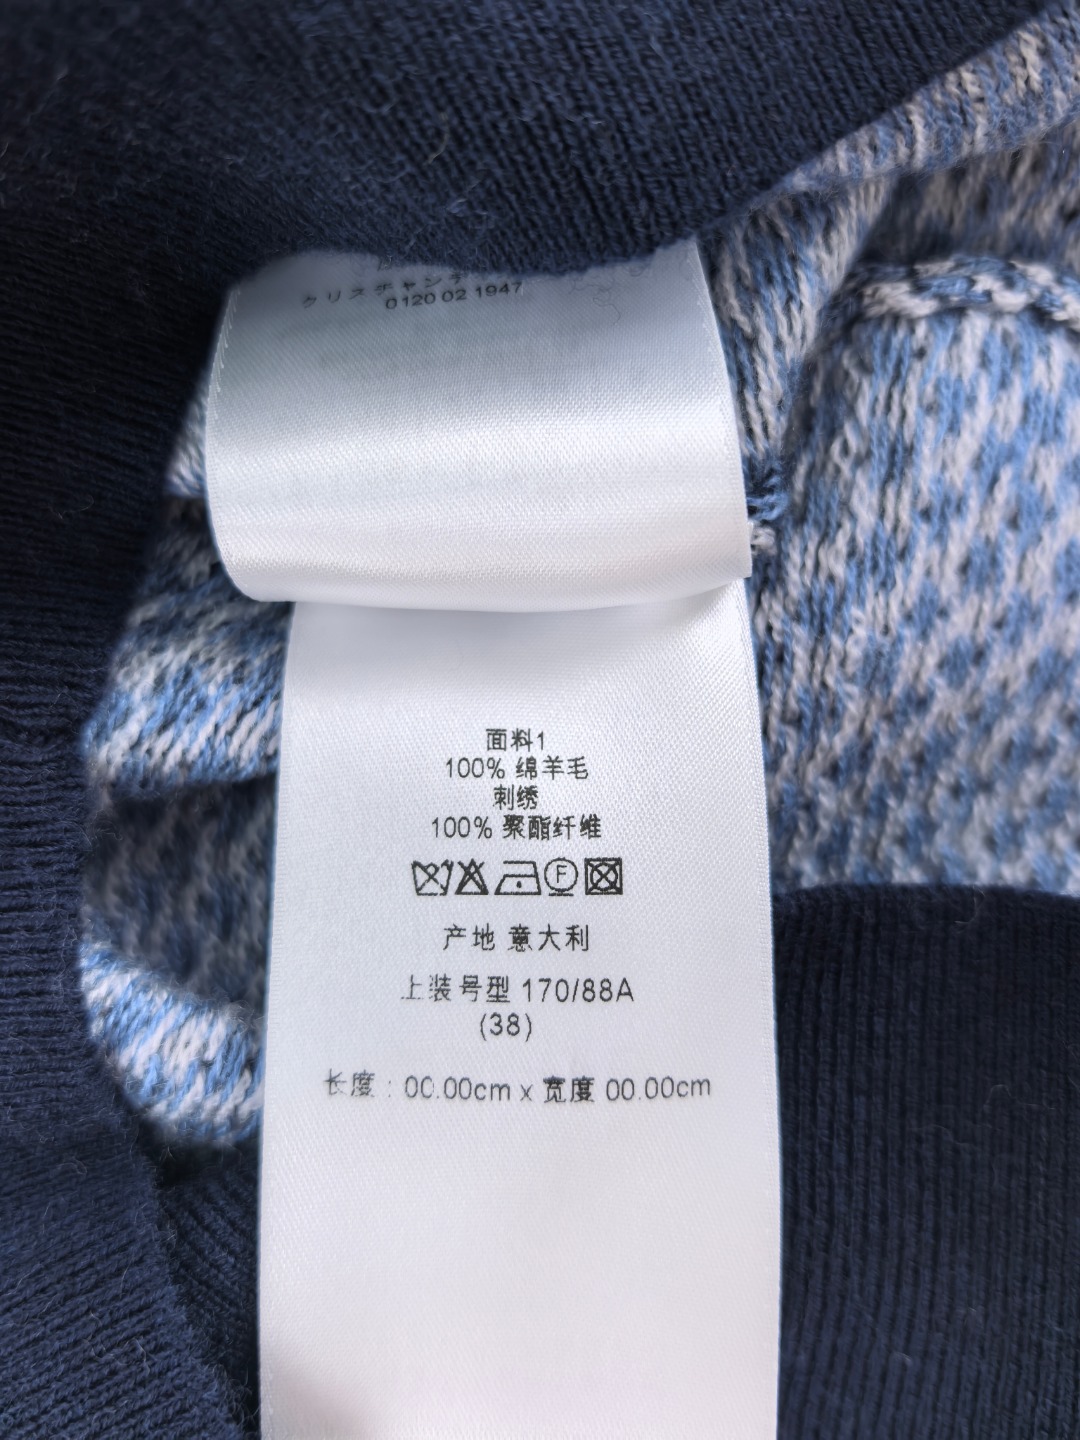 クリスチャン
0120 02 1947
面料1
100% 绵羊毛
刺绣
100% 聚酯纤维
F
产地 意大利
上装号型 170/88A
(38)
长度 : 00.00cm x 宽度 00.00cm